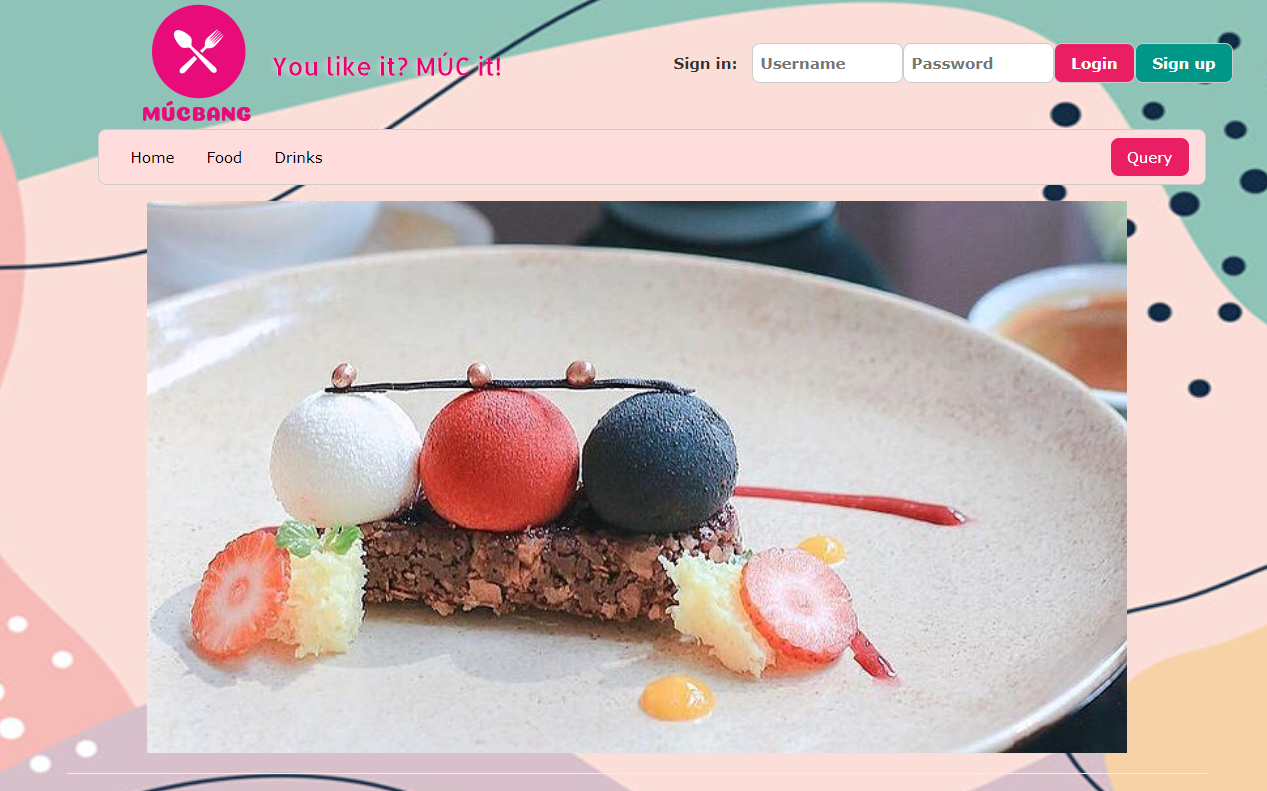 You like it? MÚC it!
MÚCBANG
Sign in: Username Password Login Sign up
Home Food Drinks Query